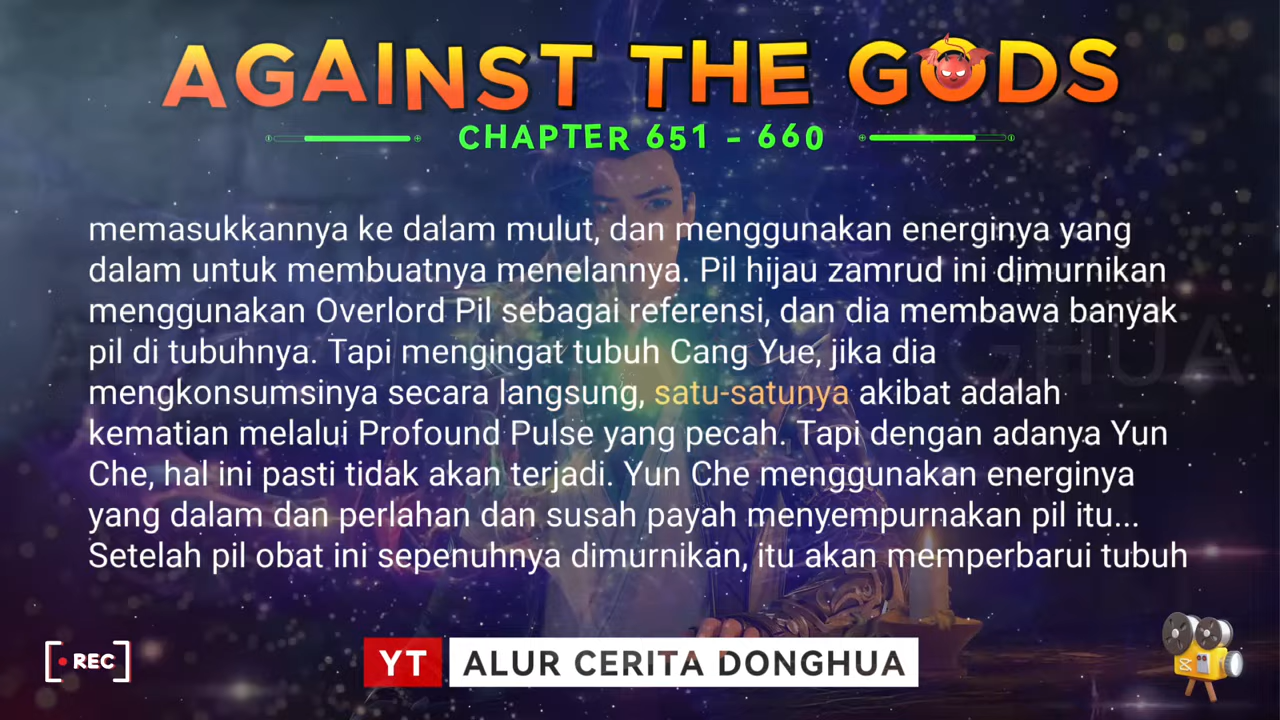 AGAINST THE GODS
CHAPTER 651 - 660
memasukkannya ke dalam mulut, dan menggunakan energinya yang
dalam untuk membuatnya menelannya. Pil hijau zamrud ini dimurnikan
menggunakan Overlord Pil sebagai referensi, dan dia membawa banyak
pil di tubuhnya. Tapi mengingat tubuh Cang Yue, jika dia
mengkonsumsinya secara langsung, satu-satunya akibat adalah
kematian melalui Profound Pulse yang pecah. Tapi dengan adanya Yun
Che, hal ini pasti tidak akan terjadi. Yun Che menggunakan energinya
yang dalam dan perlahan dan susah payah menyempurnakan pil itu...
Setelah pil obat ini sepenuhnya dimurnikan, itu akan memperbarui tubuh
REC
YT ALUR CERITA DONGHUA